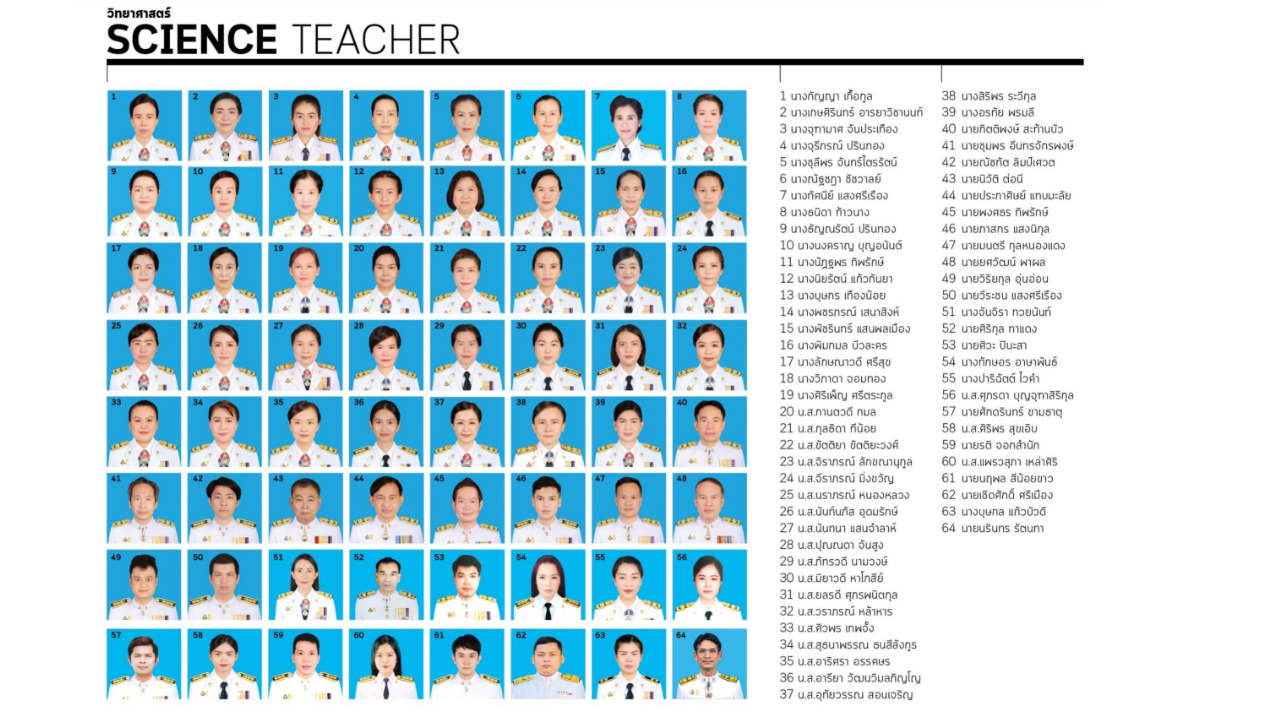 วิทยาศาสตร์
SCIENCE TEACHER
1 2 3 4 5 6 7 8
9 10 11 12 13 14 15 16
17 18 19 20 21 22 23 24
25 26 27 28 29 30 31 32
33 34 35 36 37 38 39 40
41 42 43 44 45 46 47 48
49 50 51 52 53 54 55 56
57 58 59 60 61 62 63 64
1 นางกัญญา เกื้อกูล
2 นางเกษศิรินทร์ อารยาวิชานนท์
3 นางจุฑามาศ จันประเทือง
4 นางจุรีภรณ์ ปรินทอง
5 นางชุลีพร จันทร์ไตรรัตน์
6 นางณัฐชฎา ชัชวาลย์
7 นางทัศนีย์ แสงศรีเรือง
8 นางธนิดา ก้าวนาง
9 นางธัญณรัตน์ ปรินทอง
10 นางนงคราญ บุญอนันต์
11 นางนัฎฐพร ทิพรักษ์
12 นางนิยรัตน์ แก้วกันยา
13 นางบุษกร เทืองน้อย
14 นางพชรภรณ์ เสนาสิงห์
15 นางพัชรินทร์ แสนพลเมือง
16 นางพิมกมล บัวละคร
17 นางลักษณาวดี ศรีสุข
18 นางวิภาดา จอมทอง
19 นางศิริเพ็ญ ศรีตระกูล
20 น.ส.กานตวดี กมล
21 น.ส.กุลธิดา ทีน้อย
22 น.ส.ขัตติยา ขัตติยะวงศ์
23 น.ส.จิราภรณ์ ลักขณานุกูล
24 น.ส.จีราภรณ์ มิ่งขวัญ
25 น.ส.นราภรณ์ หนองหลวง
26 น.ส.นันท์นภัส อุดมรักษ์
27 น.ส.นันทนา แสนจำลาห์
28 น.ส.ปุณณดา จันสูง
29 น.ส.ภัทรวดี นามวงษ์
30 น.ส.มิยาวดี หาโกสีย์
31 น.ส.ยลรดี ศุภรพนิตกุล
32 น.ส.วราภรณ์ หล้าหาร
33 น.ส.ศิวพร เทพจั้ง
34 น.ส.สุธนาพรรณ ธนสีลังกูร
35 น.ส.อาริศรา อรรคษร
36 น.ส.อารียา วัฒนวิมลภิญโญ
37 น.ส.อุทัยวรรณ สอนเจริญ
38 นางสิริพร ระวีกุล
39 นางอรทัย พรมลี
40 นายกิตติพงษ์ สะท้านบัว
41 นายชุมพร อินทรจักรพงษ์
42 นายณัชทัต ลิมป์เศวต
43 นายนิวัติ ต่อนี
44 นายประภาศิษย์ แทบมะลัย
45 นายพงศธร ทิพรักษ์
46 นายภาสกร แสงนิกุล
47 นายมนตรี กุลหนองแดง
48 นายยศวัฒน์ พาผล
49 นายวิริยกุล อุ่นอ่อน
50 นายวีระชน แสงศรีเรือง
51 นางจันจิรา ทวยนันท์
52 นายศิริกุล ทาแดง
53 นายศิวะ ปินะสา
54 นางทักษอร อาษาพันธ์
55 นางปาริฉัตต์ ไวคำ
56 น.ส.ศุภรดา บุญจุฑาสิริกุล
57 นายศักดรินทร์ ขามธาตุ
58 น.ส.ศิริพร สุขเอิบ
59 นายรติ จอกสำนัก
60 น.ส.แพรวสุภา เหล่าศิริ
61 นายนฤพล สีน้อยขาว
62 นายเชิดศักดิ์ ศรีเมือง
63 นางบุษกล แก้วบัวดี
64 นายนรินทร รัตนทา